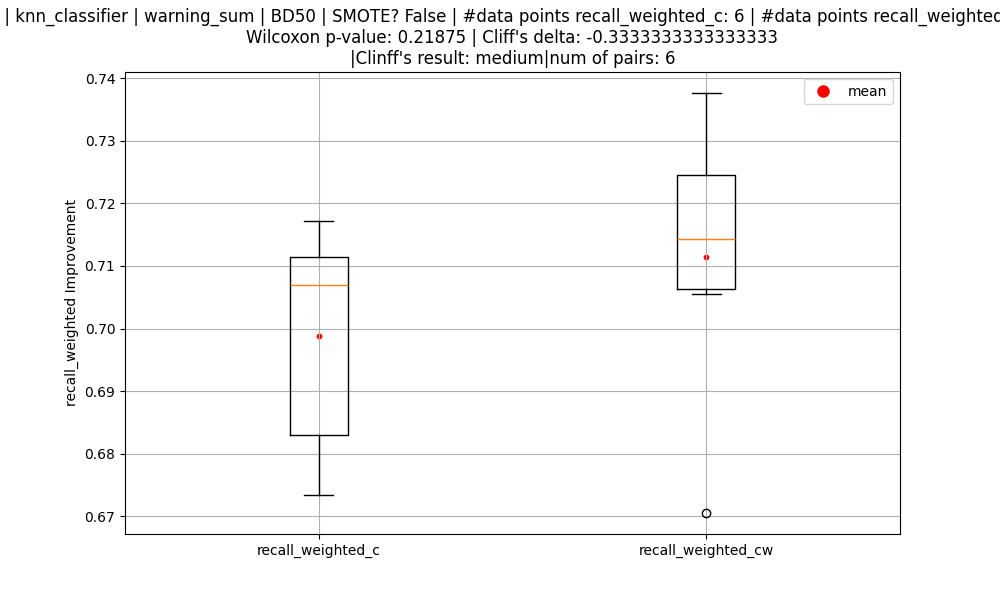 | knn_classifier | warning_sum | BD50 | SMOTE? False | #data points recall_weighted_c: 6 | #data points recall_weighted
Wilcoxon p-value: 0.21875 | Cliff's delta: -0.3333333333333333
|Clinff's result: medium|num of pairs: 6
mean
0.74
0.73
0.72
0.71
0.70
0.69
0.68
0.67
recall_weighted Improvement
recall_weighted_c
recall_weighted_cw